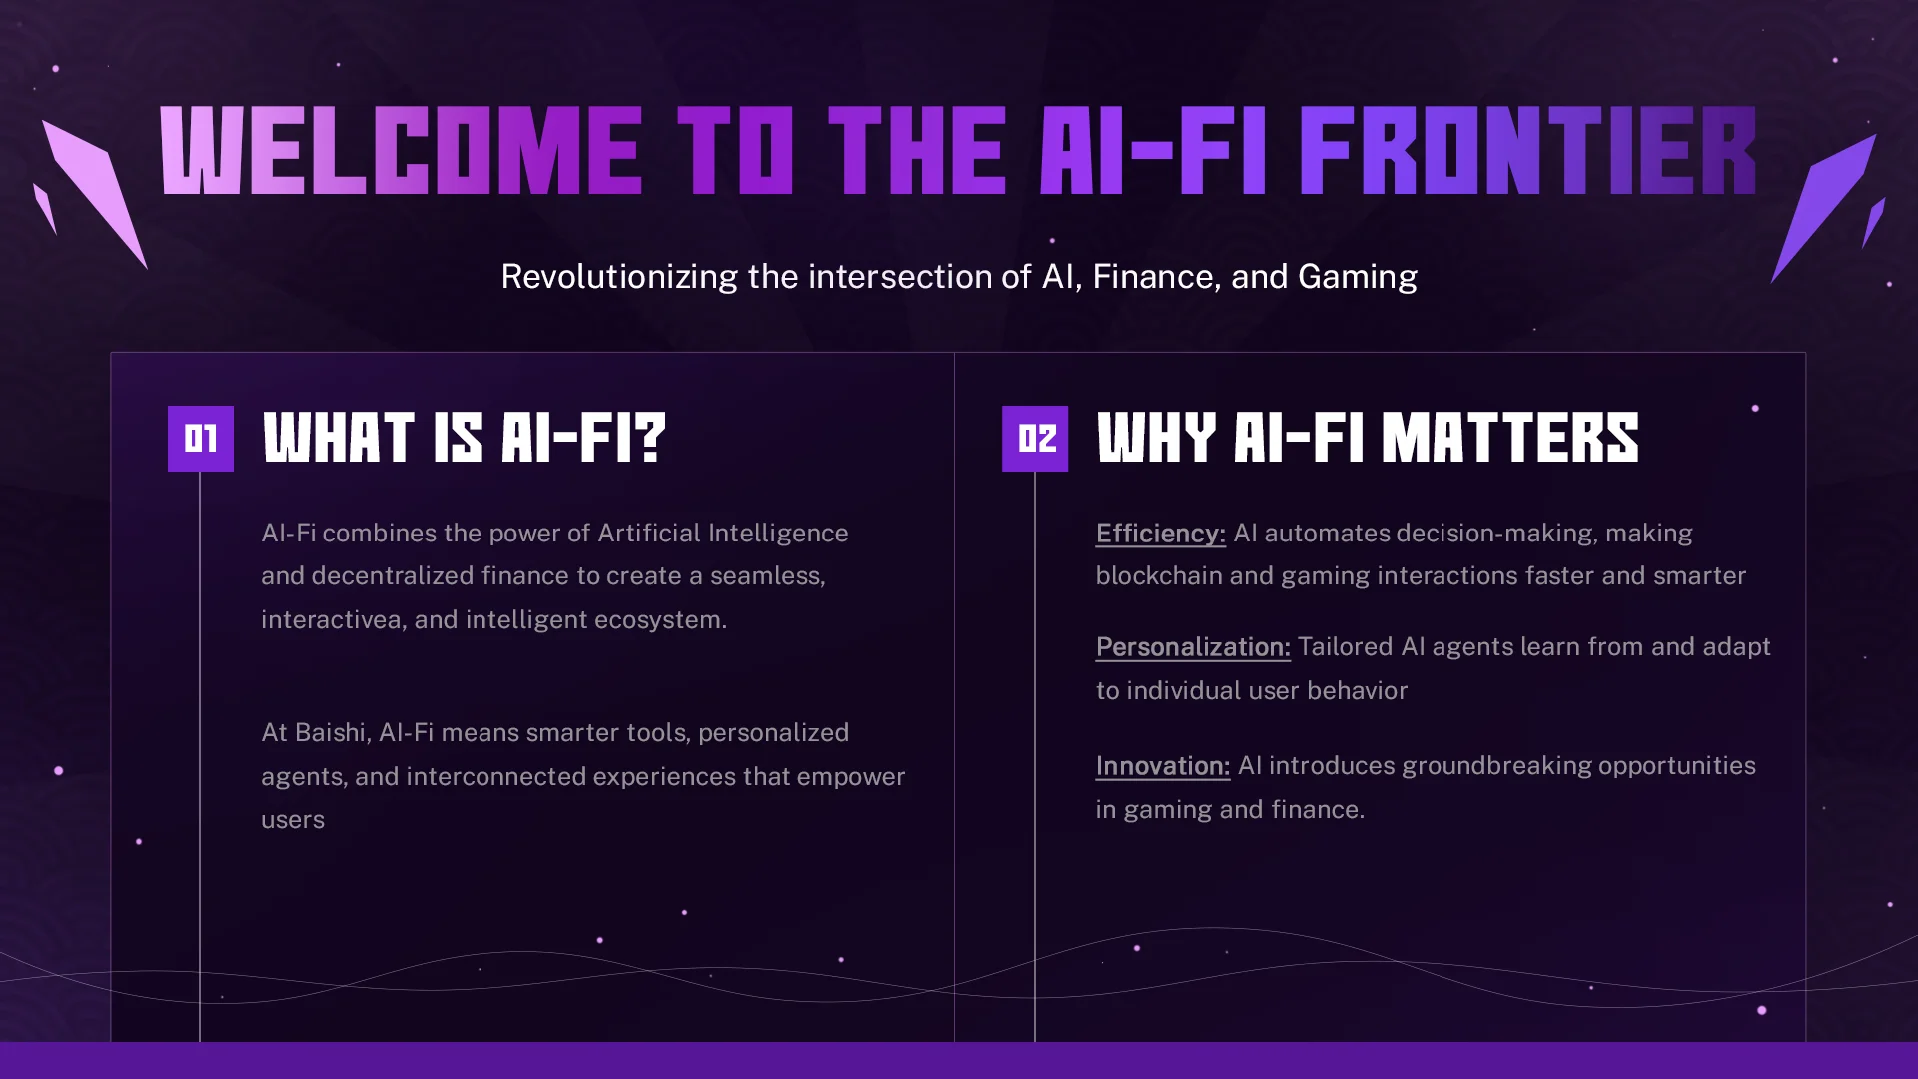 WELCOME TO THE AI-FI FRONTIER
Revolutionizing the intersection of AI, Finance, and Gaming
01
WHAT IS AI-FI?
AI-Fi combines the power of Artificial Intelligence
and decentralized finance to create a seamless,
interactivea, and intelligent ecosystem.
At Baishi, AI-Fi means smarter tools, personalized
agents, and interconnected experiences that empower
users
02
WHY AI-FI MATTERS
Efficiency: AI automates decision-making, making
blockchain and gaming interactions faster and smarter
Personalization: Tailored AI agents learn from and adapt
to individual user behavior
Innovation: AI introduces groundbreaking opportunities
in gaming and finance.